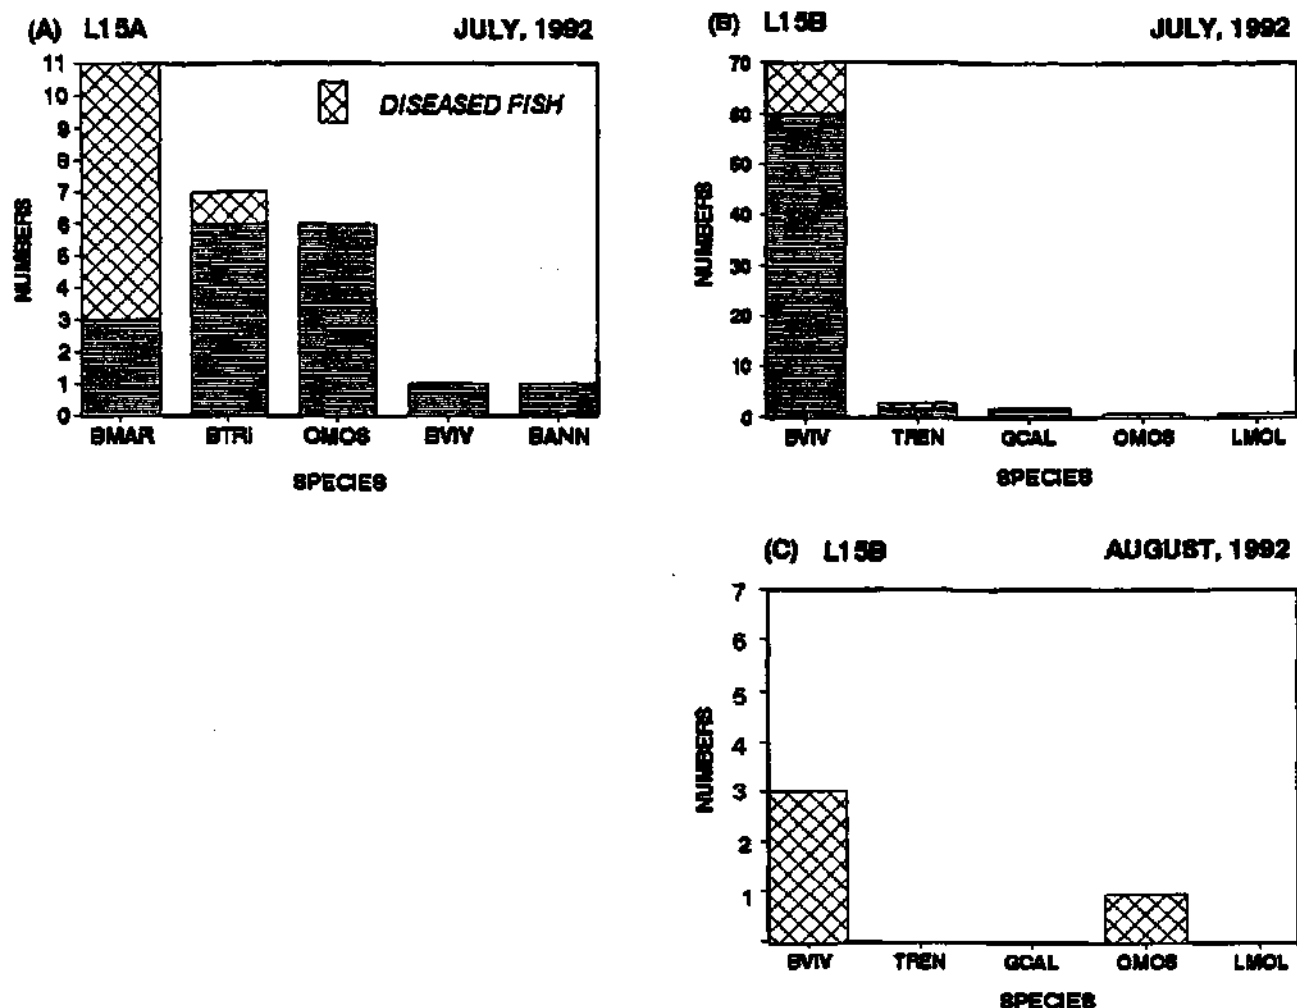 (A) L15A JULY, 1992
11
10
9
8
7
6
5
4
3
2
1
0
NUMBERS
DISEASED FISH
BMAR BTRI OMOS BVIV BANN
SPECIES
(B) L15B JULY, 1992
70
60
50
40
30
20
10
0
NUMBERS
BVIV TREN GCAL OMOS LMOL
SPECIES
(C) L15B AUGUST, 1992
7
6
5
4
3
2
1
NUMBERS
BVIV TREN GCAL OMOS LMOL
SPECIES